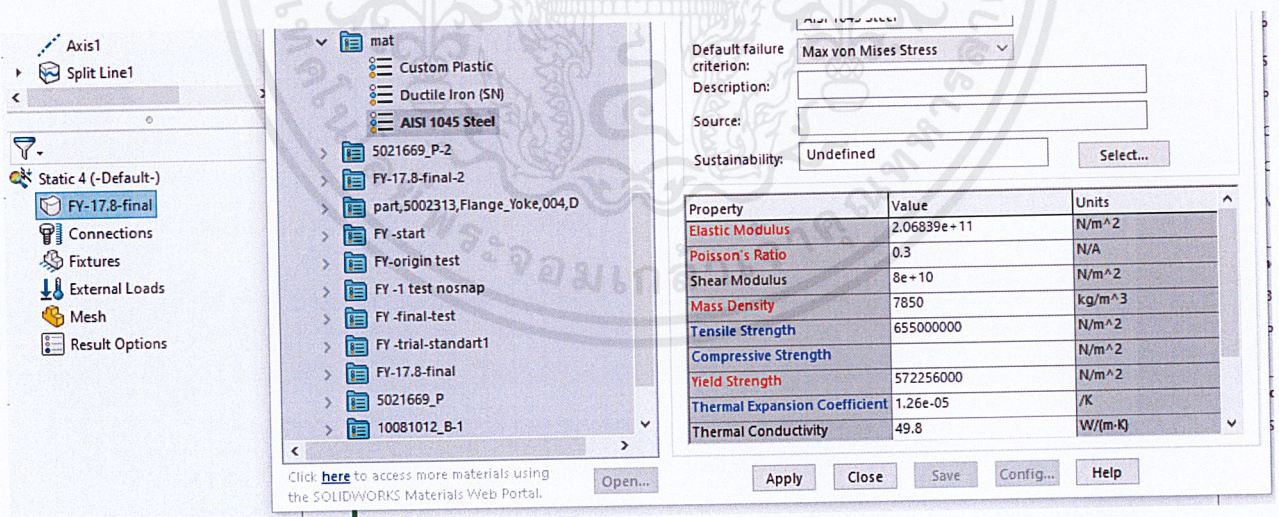 Axis1
Split Line1
Static 4 (-Default-)
FY-17.8-final
Connections
Fixtures
External Loads
Mesh
Result Options
mat
Custom Plastic
Ductile Iron (SN)
AISI 1045 Steel
5021669_P-2
FY-17.8-final-2
part,5002313,Flange_Yoke,004,D
FY -start
FY-origin test
FY -1 test nosnap
FY -final-test
FY -trial-standart1
FY-17.8-final
5021669_P
10081012_B-1
Click here to access more materials using
the SOLIDWORKS Materials Web Portal.
Open...
AISI 1045 Steel
Default failure criterion: Max von Mises Stress
Description:
Source:
Sustainability: Undefined Select...
Property Value Units
Elastic Modulus 2.06839e+11 N/m^2
Poisson's Ratio 0.3 N/A
Shear Modulus 8e+10 N/m^2
Mass Density 7850 kg/m^3
Tensile Strength 655000000 N/m^2
Compressive Strength N/m^2
Yield Strength 572256000 N/m^2
Thermal Expansion Coefficient 1.26e-05 /K
Thermal Conductivity 49.8 W/(m·K)
Apply Close Save Config... Help